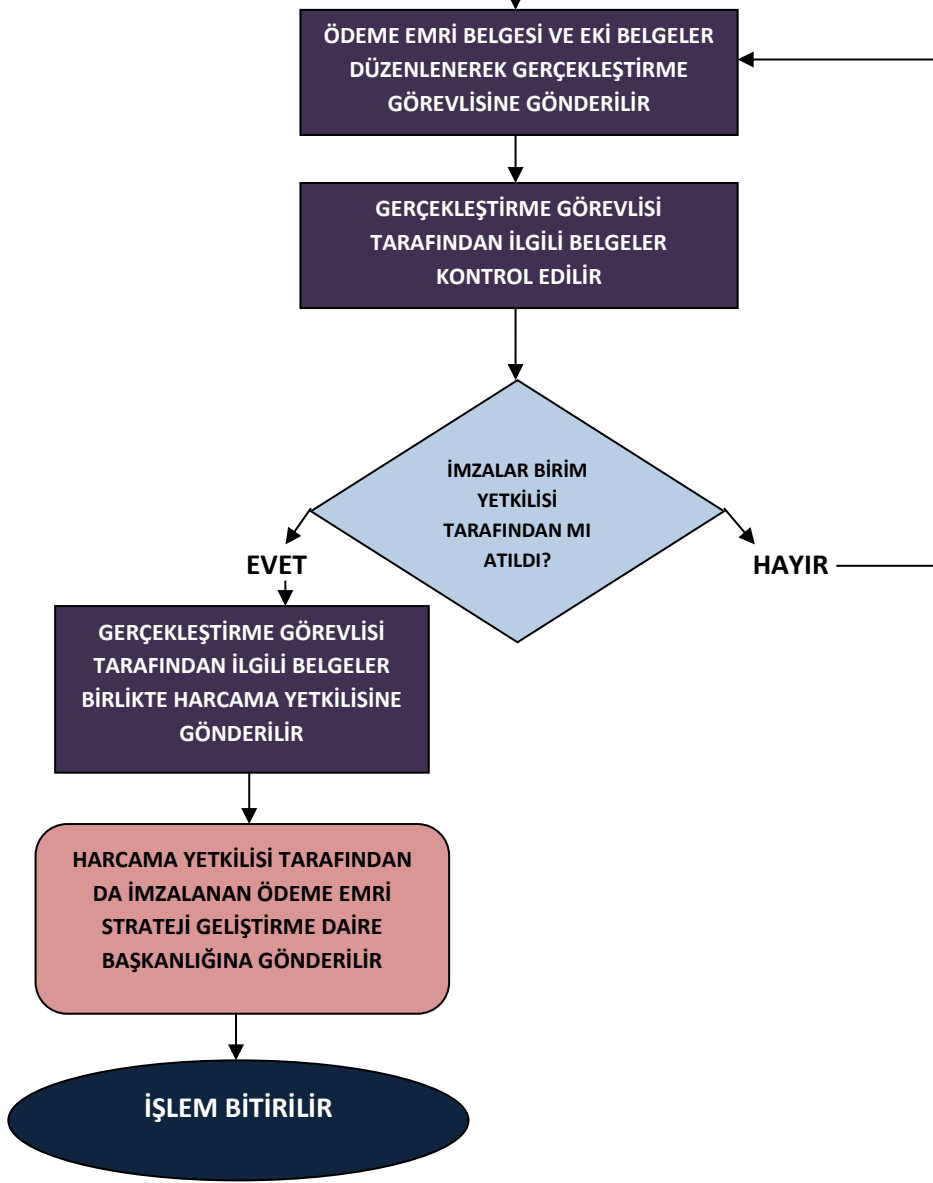 ÖDEME EMRİ BELGESİ VE EKİ BELGELER
DÜZENLENEREK GERÇEKLEŞTİRME
GÖREVLİSİNE GÖNDERİLİR
GERÇEKLEŞTİRME GÖREVLİSİ
TARAFINDAN İLGİLİ BELGELER
KONTROL EDİLİR
İMZALAR BİRİM
YETKİLİSİ
TARAFINDAN MI
ATILDI?
EVET
HAYIR
GERÇEKLEŞTİRME GÖREVLİSİ
TARAFINDAN İLGİLİ BELGELER
BİRLİKTE HARCAMA YETKİLİSİNE
GÖNDERİLİR
HARCAMA YETKİLİSİ TARAFINDAN
DA İMZALANAN ÖDEME EMRİ
STRATEJİ GELİŞTİRME DAİRE
BAŞKANLIĞINA GÖNDERİLİR
İŞLEM BİTİRİLİR